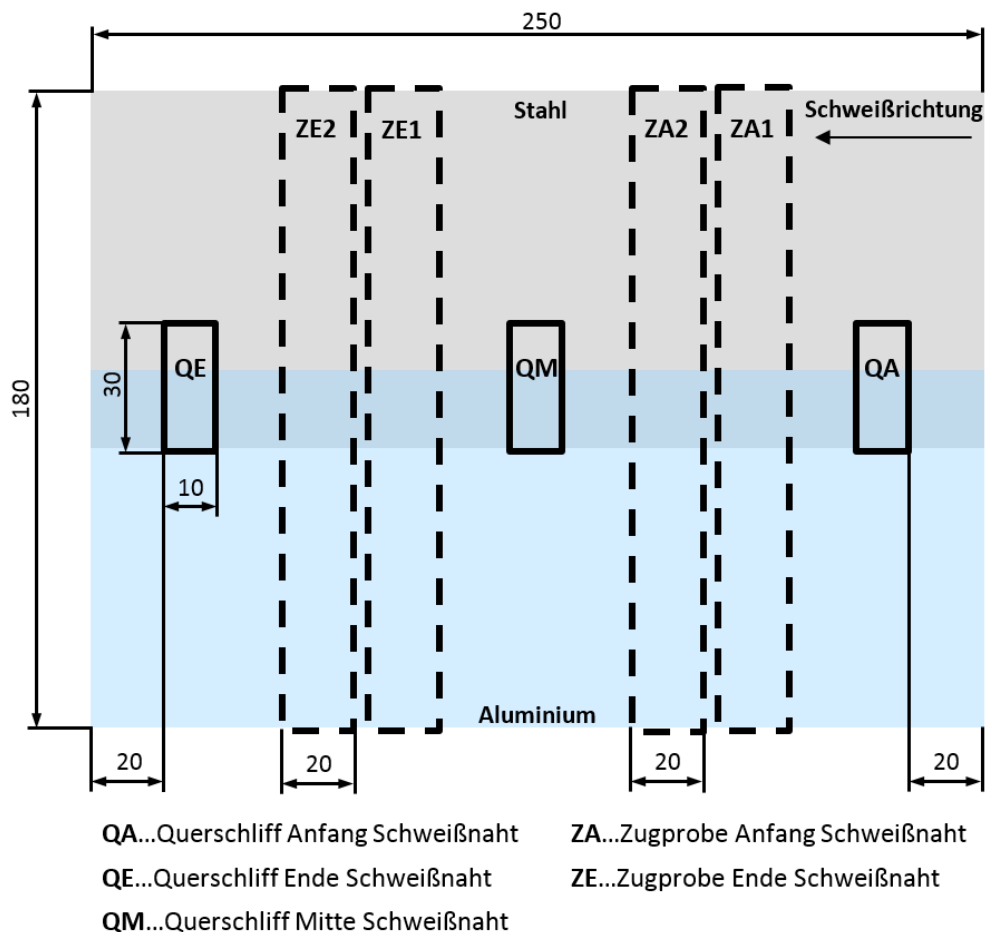 250
Stahl
Schweißrichtung
ZE2
ZE1
ZA2
ZA1
180
30
QE
QM
QA
10
Aluminium
20
20
20
20
QA...Querschliff Anfang Schweißnaht
ZA...Zugprobe Anfang Schweißnaht
QE...Querschliff Ende Schweißnaht
ZE...Zugprobe Ende Schweißnaht
QM...Querschliff Mitte Schweißnaht